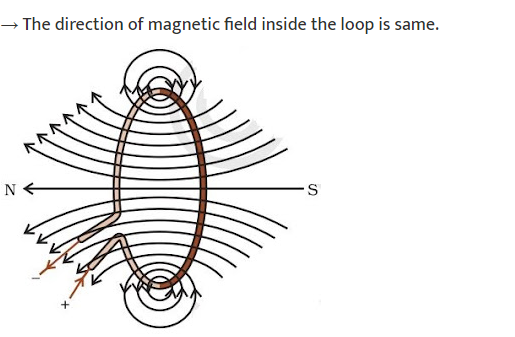 → The direction of magnetic field inside the loop is same.
N
S
–
+